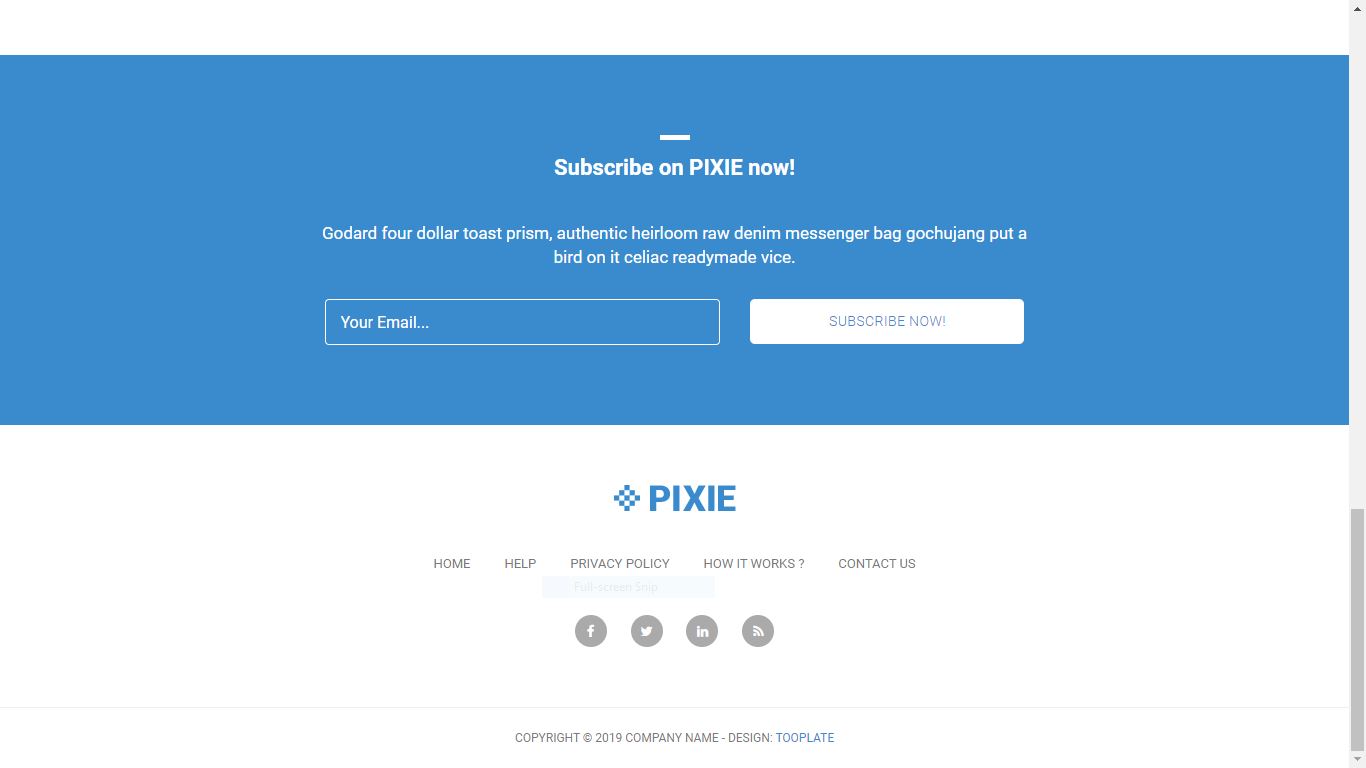 Subscribe on PIXIE now!
Godard four dollar toast prism, authentic heirloom raw denim messenger bag gochujang put a
bird on it celiac readymade vice.
Your Email... SUBSCRIBE NOW!
PIXIE
HOME HELP PRIVACY POLICY HOW IT WORKS ? CONTACT US
Full-screen Snip
COPYRIGHT © 2019 COMPANY NAME - DESIGN: TOOPLATE